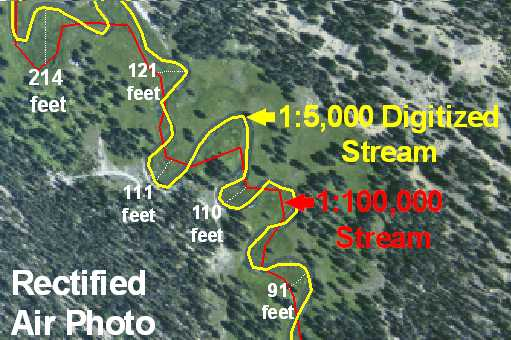 214
feet
121
feet
1:5,000 Digitized
Stream
111
feet
110
feet
1:100,000
Stream
91
feet
Rectified
Air Photo